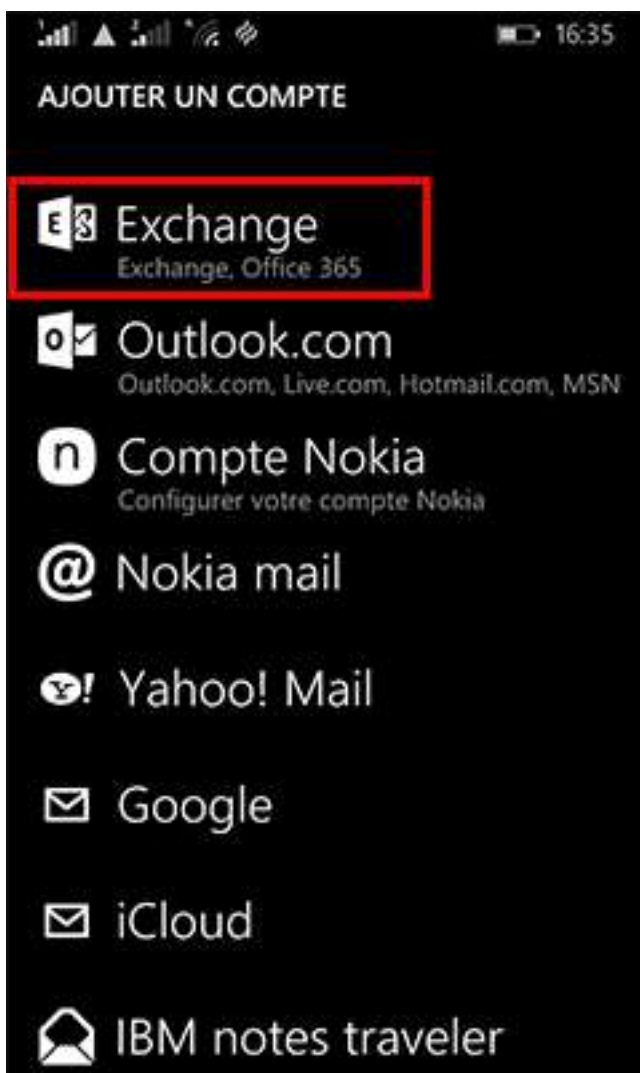 16:35
AJOUTER UN COMPTE
Exchange
Exchange, Office 365
Outlook.com
Outlook.com, Live.com, Hotmail.com, MSN
n Compte Nokia
Configurer votre compte Nokia
@ Nokia mail
Yahoo! Mail
Google
iCloud
IBM notes traveler